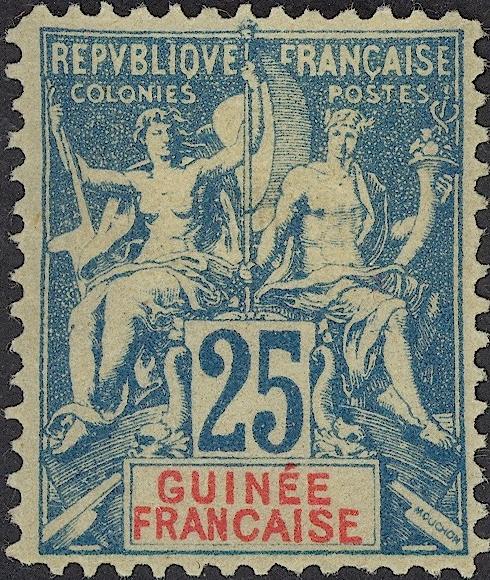 REPVBLIQVE FRANÇAISE
COLONIES POSTES
25
GUINÉE
FRANCAISE
MOUCHON